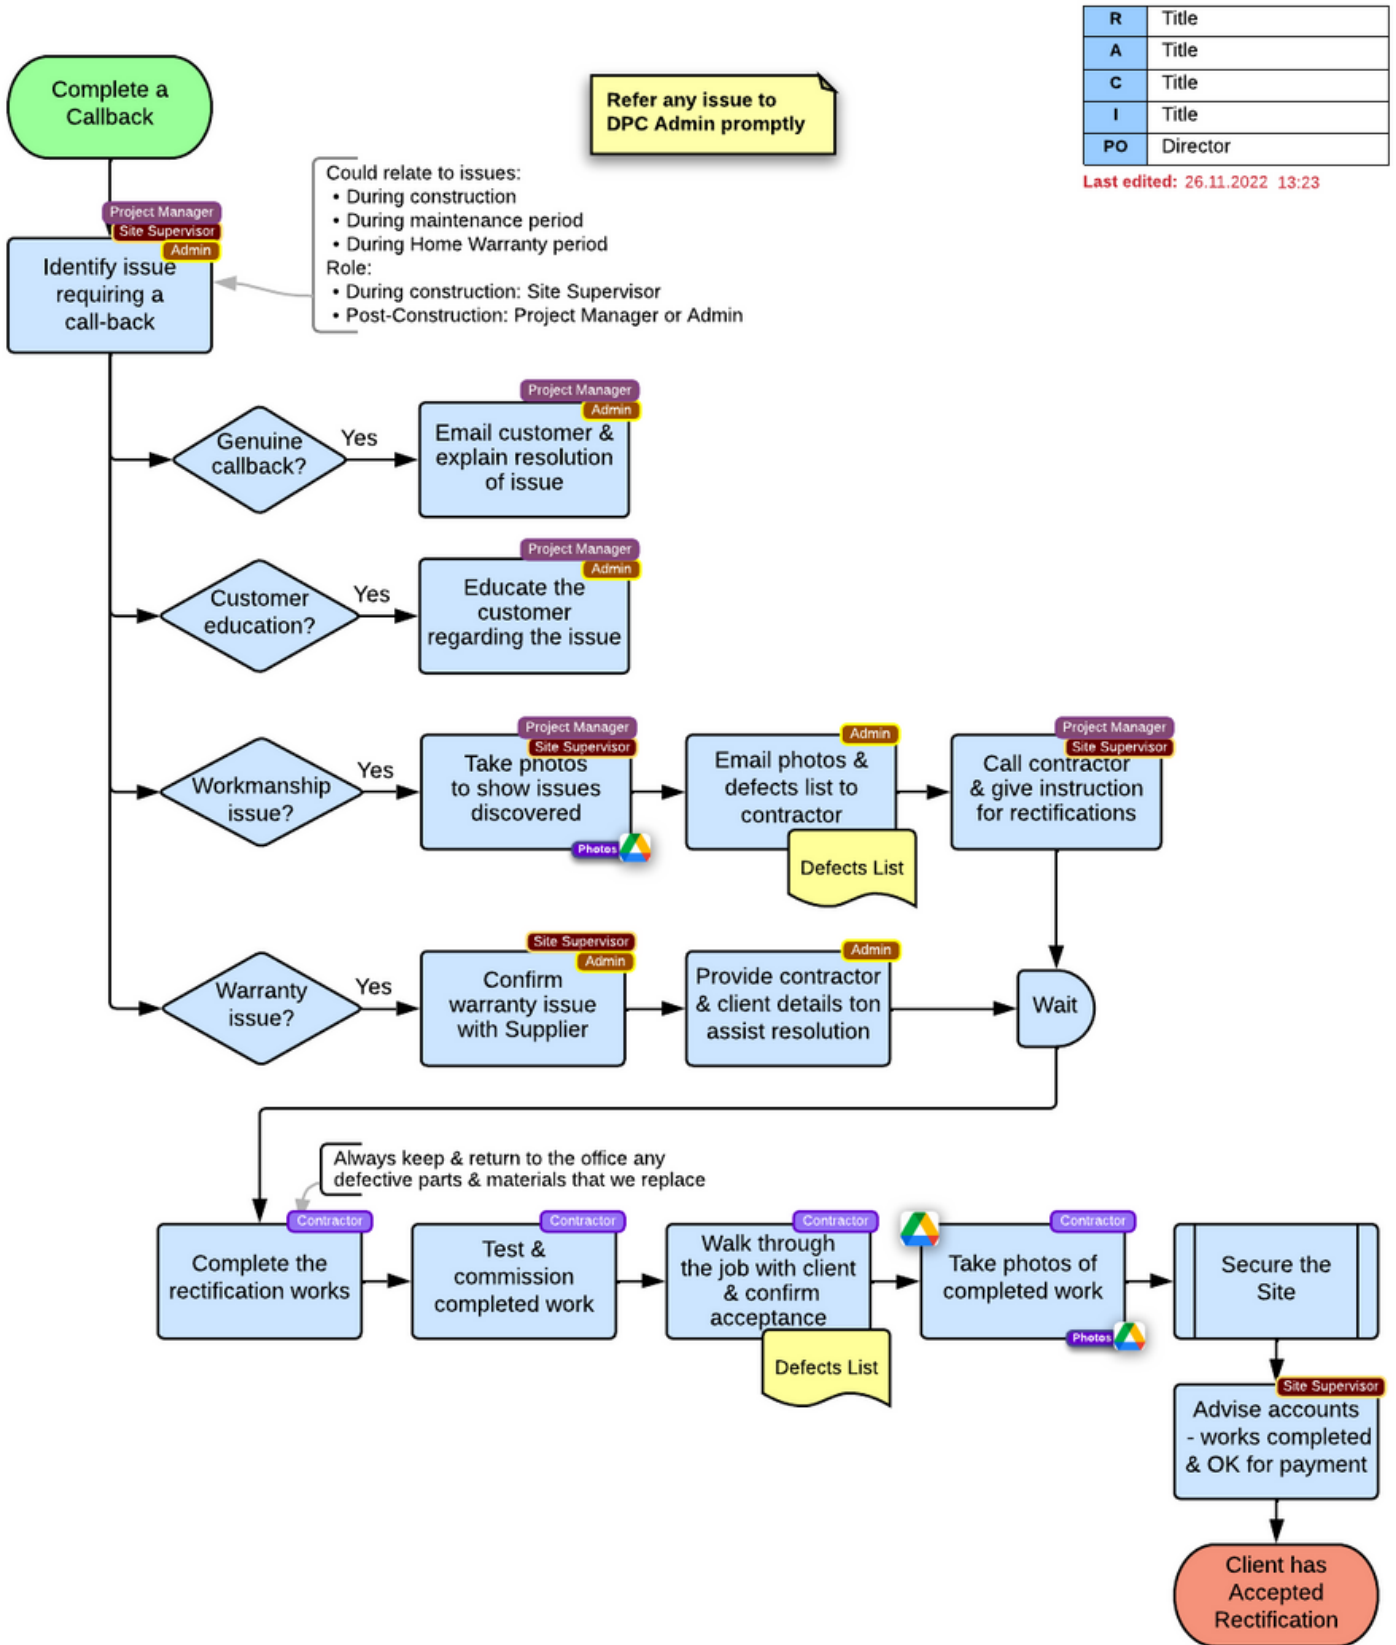 R Title
A Title
C Title
I Title
PO Director
Last edited: 26.11.2022 13:23
Complete a
Callback
Refer any issue to
DPC Admin promptly
Could relate to issues:
• During construction
• During maintenance period
• During Home Warranty period
Role:
• During construction: Site Supervisor
• Post-Construction: Project Manager or Admin
Project Manager
Site Supervisor
Admin
Identify issue
requiring a
call-back
Genuine
callback?
Yes
Project Manager
Admin
Email customer &
explain resolution
of issue
Customer
education?
Yes
Project Manager
Admin
Educate the
customer
regarding the issue
Workmanship
issue?
Yes
Project Manager
Site Supervisor
Take photos
to show issues
discovered
Photos
Admin
Email photos &
defects list to
contractor
Defects List
Project Manager
Site Supervisor
Call contractor
& give instruction
for rectifications
Warranty
issue?
Yes
Site Supervisor
Admin
Confirm
warranty issue
with Supplier
Admin
Provide contractor
& client details ton
assist resolution
Wait
Always keep & return to the office any
defective parts & materials that we replace
Contractor
Complete the
rectification works
Contractor
Test &
commission
completed work
Contractor
Walk through
the job with client
& confirm
acceptance
Defects List
Contractor
Take photos of
completed work
Photos
Secure the
Site
Site Supervisor
Advise accounts
- works completed
& OK for payment
Client has
Accepted
Rectification